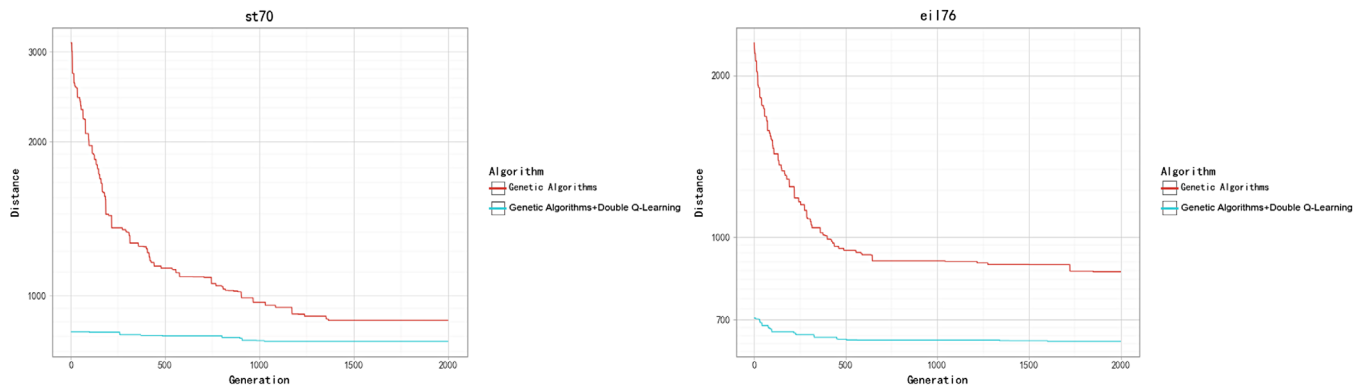 st70
3000
2000
1000
Distance
0
500
1000
1500
2000
Generation
Algorithm
Genetic Algorithms
Genetic Algorithms+Double Q-Learning
eil76
2000
1000
700
Distance
0
500
1000
1500
2000
Generation
Algorithm
Genetic Algorithms
Genetic Algorithms+Double Q-Learning